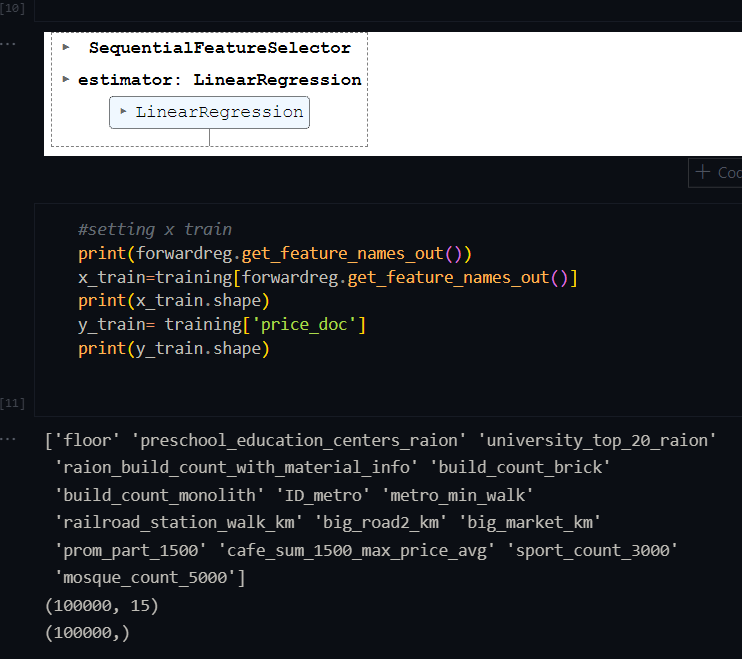 [10]
...
SequentialFeatureSelector
estimator: LinearRegression
LinearRegression
+ Coc
#setting x train
print(forwardreg.get_feature_names_out())
x_train=training[forwardreg.get_feature_names_out()]
print(x_train.shape)
y_train= training['price_doc']
print(y_train.shape)
[11]
...
['floor' 'preschool_education_centers_raion' 'university_top_20_raion'
'raion_build_count_with_material_info' 'build_count_brick'
'build_count_monolith' 'ID_metro' 'metro_min_walk'
'railroad_station_walk_km' 'big_road2_km' 'big_market_km'
'prom_part_1500' 'cafe_sum_1500_max_price_avg' 'sport_count_3000'
'mosque_count_5000']
(100000, 15)
(100000,)